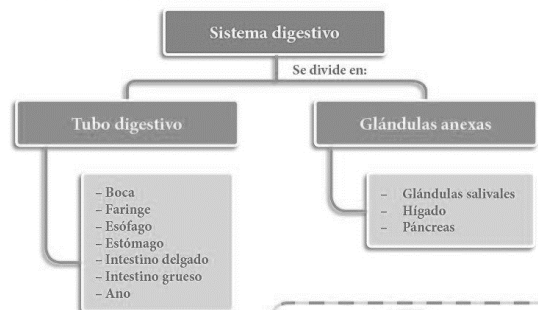 Sistema digestivo
Se divide en:
Tubo digestivo
Glándulas anexas
– Boca
– Faringe
– Esófago
– Estómago
– Intestino delgado
– Intestino grueso
– Ano
– Glándulas salivales
– Hígado
– Páncreas